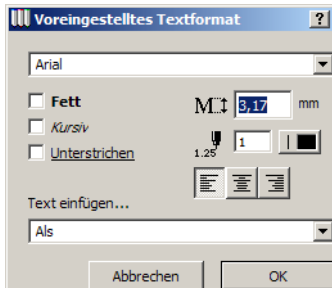 Voreingestelltes Textformat ?
Arial
Fett
M 3,17 mm
Kursiv
1.25 1
Unterstrichen
Text einfügen...
Als
Abbrechen OK